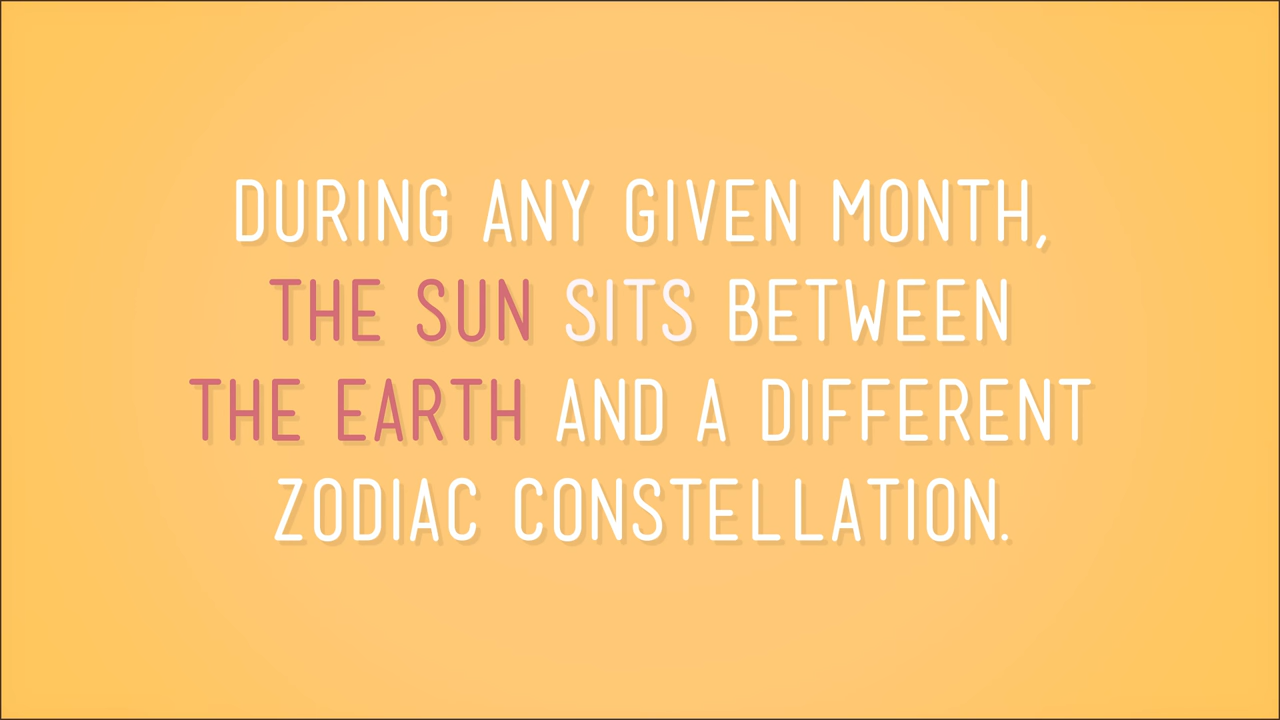 DURING ANY GIVEN MONTH,
THE SUN SITS BETWEEN
THE EARTH AND A DIFFERENT
ZODIAC CONSTELLATION.